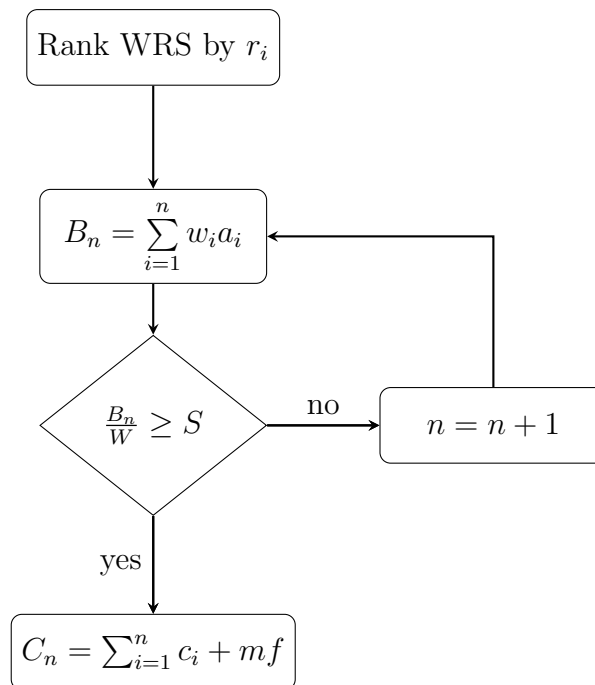 Rank WRS by $r_i$
$B_n = \sum_{i=1}^{n} w_i a_i$
$\frac{B_n}{W} \geq S$
no
$n = n + 1$
yes
$C_n = \sum_{i=1}^{n} c_i + mf$